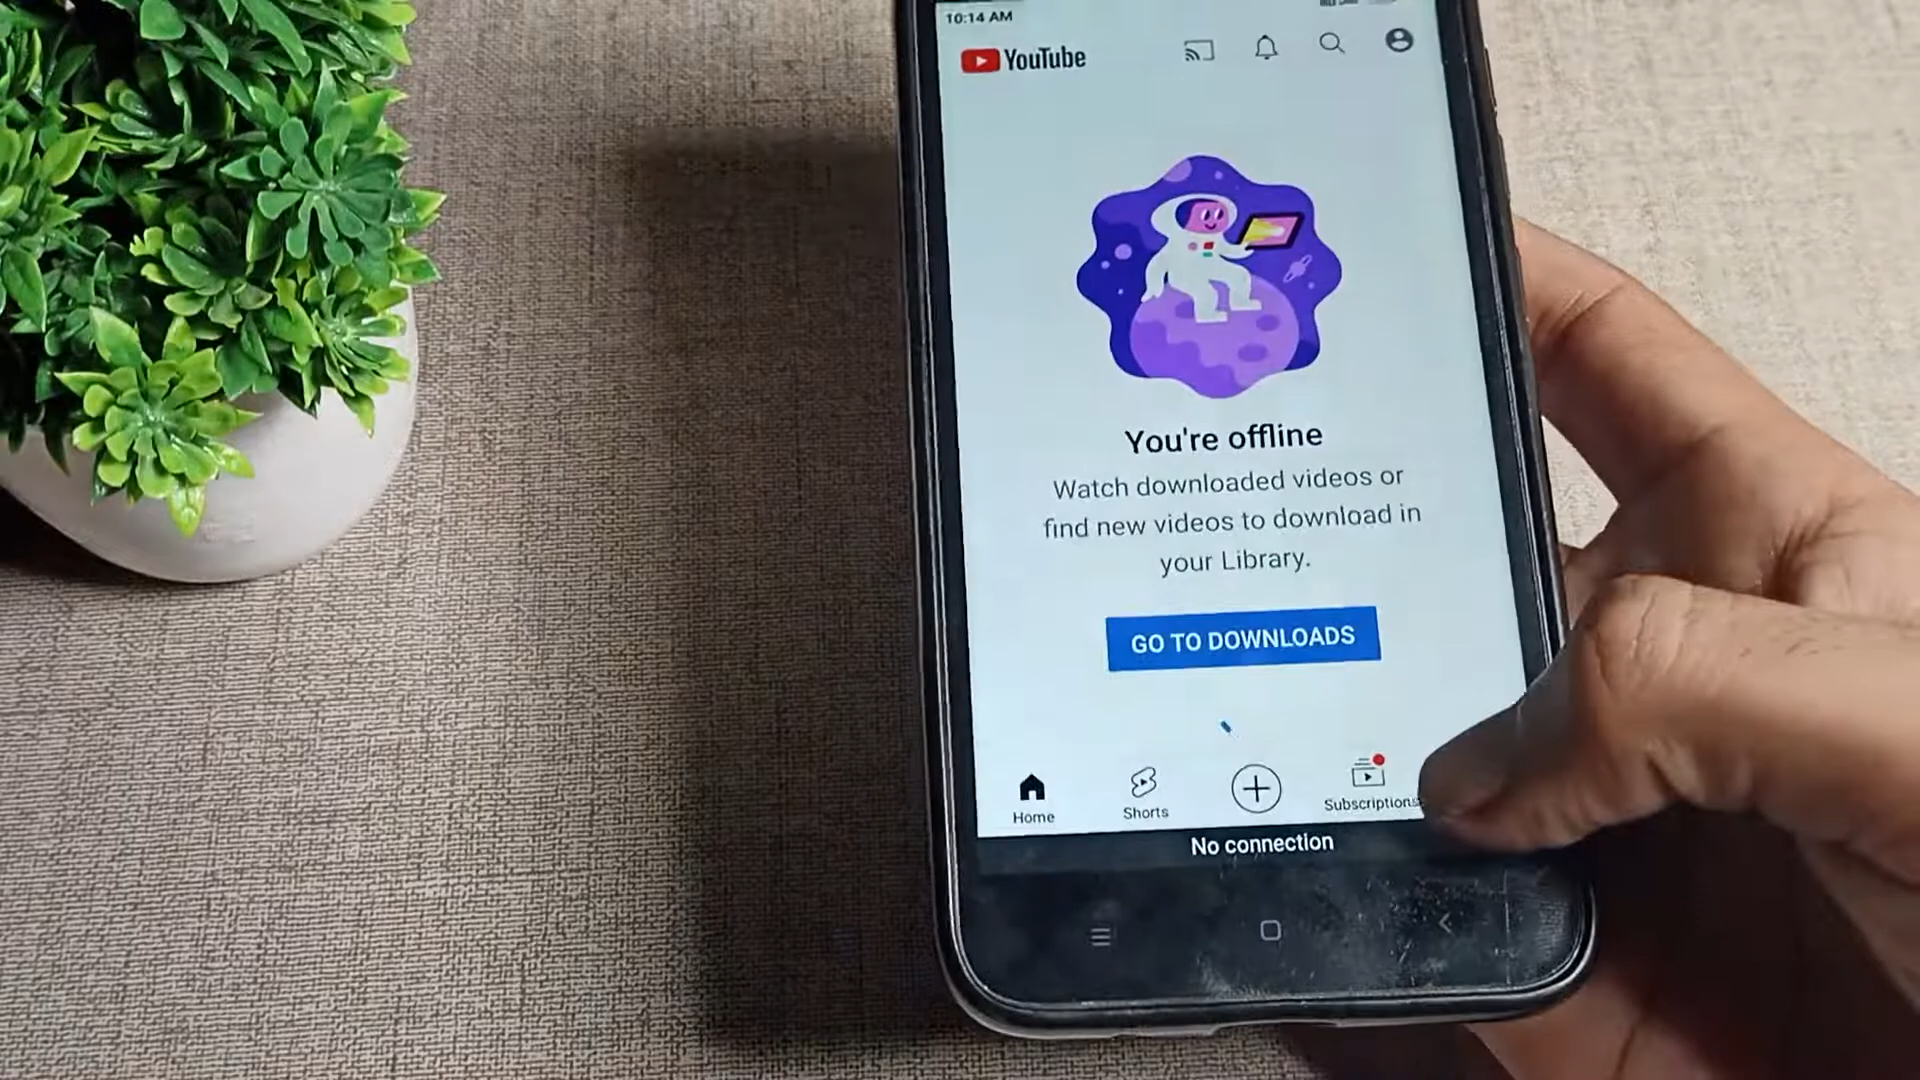 10:14 AM
YouTube
You're offline
Watch downloaded videos or
find new videos to download in
your Library.
GO TO DOWNLOADS
Home
Shorts
Subscriptions
No connection